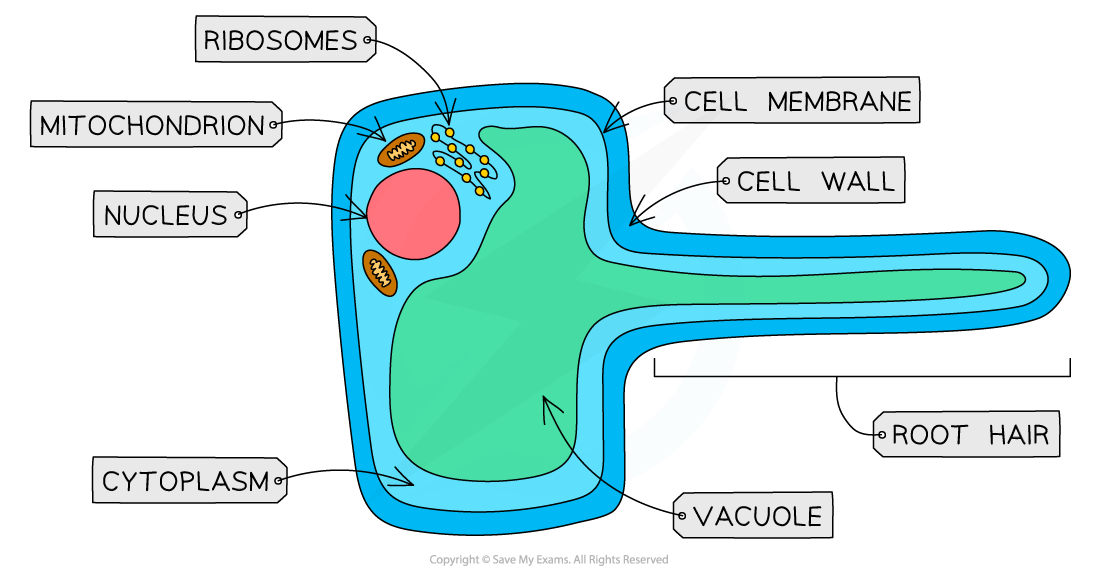 RIBOSOMES
CELL MEMBRANE
MITOCHONDRION
CELL WALL
NUCLEUS
ROOT HAIR
CYTOPLASM
VACUOLE
Copyright © Save My Exams. All Rights Reserved